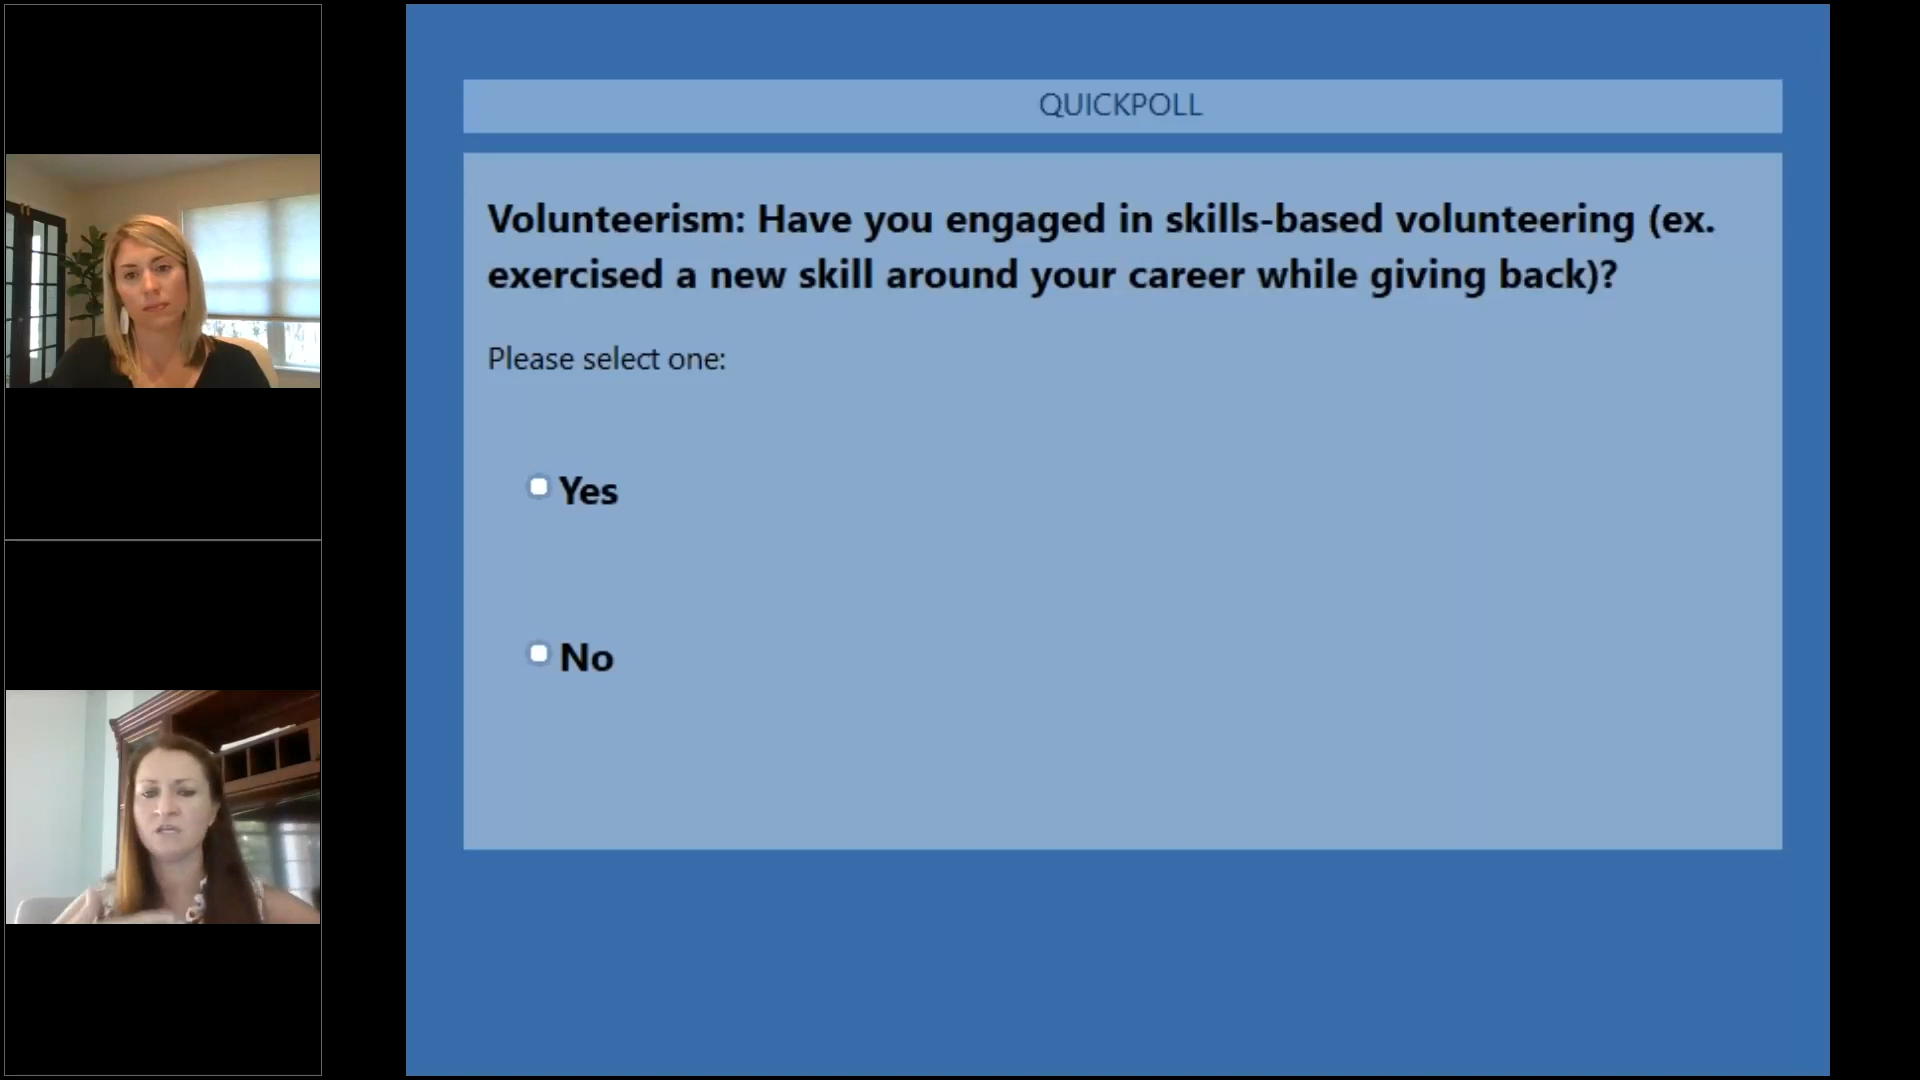 QUICKPOLL
Volunteerism: Have you engaged in skills-based volunteering (ex.
exercised a new skill around your career while giving back)?
Please select one:
Yes
No